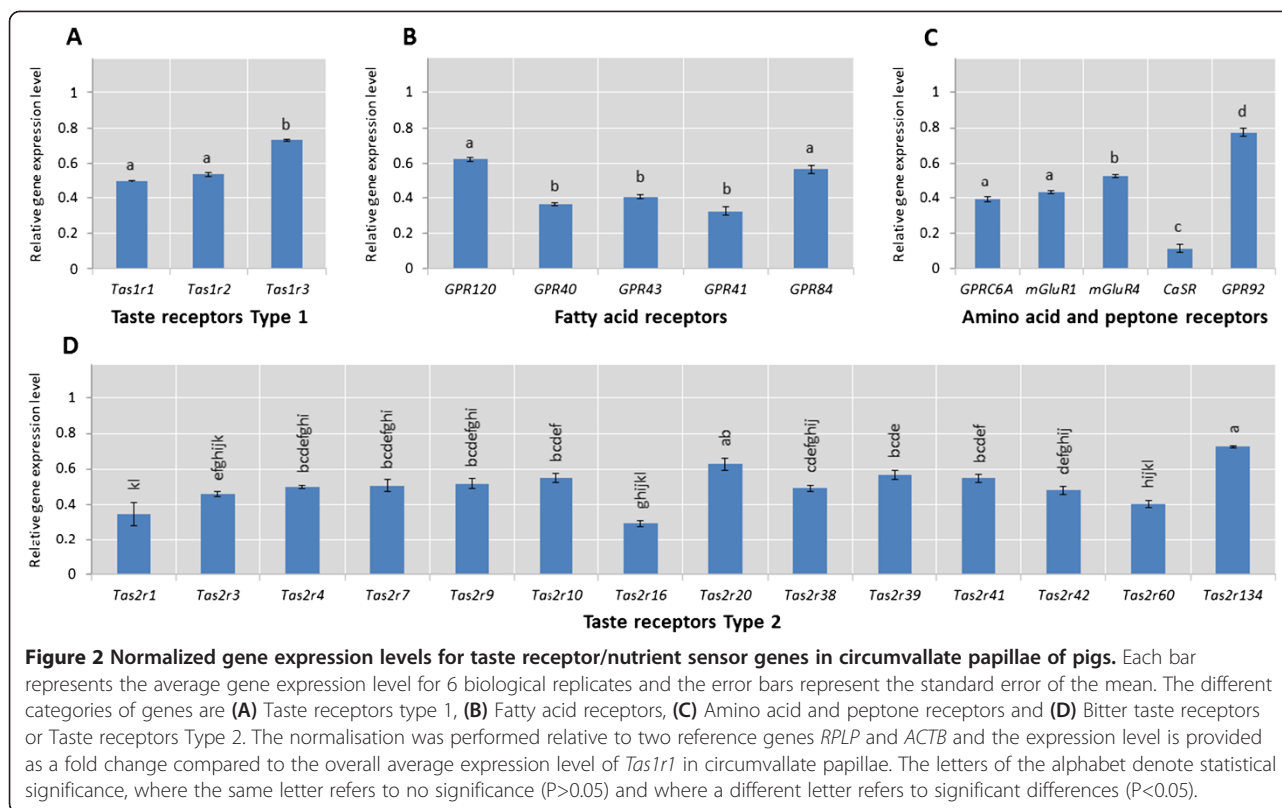 A
Relative gene expression level
1
0.8
0.6
0.4
0.2
0
a
a
b
Tas1r1 Tas1r2 Tas1r3
Taste receptors Type 1
B
Relative gene expression level
1
0.8
0.6
0.4
0.2
0
a
b
b
b
a
GPR120 GPR40 GPR43 GPR41 GPR84
Fatty acid receptors
C
Relative gene expression level
1
0.8
0.6
0.4
0.2
0
a
a
b
c
d
GPRC6A mGluR1 mGluR4 CaSR GPR92
Amino acid and peptone receptors
D
Relative gene expression level
1
0.8
0.6
0.4
0.2
0
kl
efghijk
bcdefghi
bcdefghi
bcdefghi
bcdef
ghijkl
ab
cdefghij
bcde
bcdef
defghij
hijkl
a
Tas2r1 Tas2r3 Tas2r4 Tas2r7 Tas2r9 Tas2r10 Tas2r16 Tas2r20 Tas2r38 Tas2r39 Tas2r41 Tas2r42 Tas2r60 Tas2r134
Taste receptors Type 2
Figure 2 Normalized gene expression levels for taste receptor/nutrient sensor genes in circumvallate papillae of pigs. Each bar
represents the average gene expression level for 6 biological replicates and the error bars represent the standard error of the mean. The different
categories of genes are (A) Taste receptors type 1, (B) Fatty acid receptors, (C) Amino acid and peptone receptors and (D) Bitter taste receptors
or Taste receptors Type 2. The normalisation was performed relative to two reference genes RPLP and ACTB and the expression level is provided
as a fold change compared to the overall average expression level of Tas1r1 in circumvallate papillae. The letters of the alphabet denote statistical
significance, where the same letter refers to no significance (P>0.05) and where a different letter refers to significant differences (P<0.05).